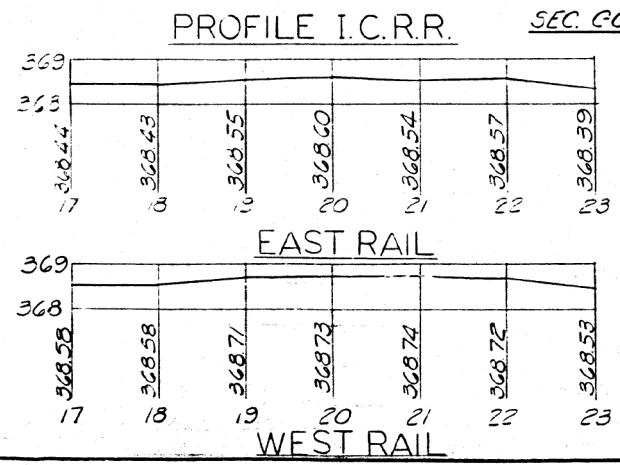 PROFILE I.C.R.R.
369
368
368.44 368.43 368.55 368.60 368.54 368.57 368.39
17 18 19 20 21 22 23
EAST RAIL
369
368
368.58 368.58 368.71 368.73 368.74 368.72 368.53
17 18 19 20 21 22 23
WEST RAIL
SEC.